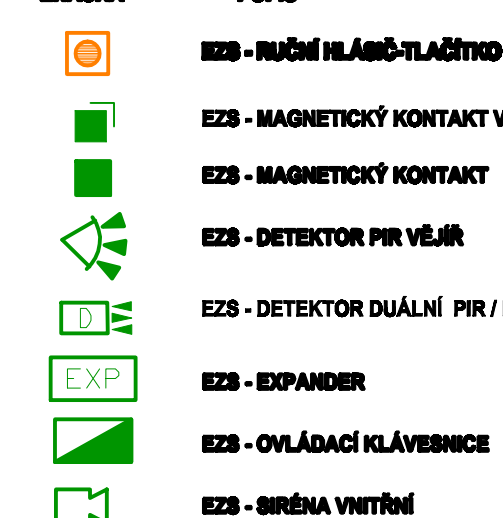 EZS - RUČNÍ HLÁSIČ-TLAČÍTKO
EZS - MAGNETICKÝ KONTAKT
EZS - MAGNETICKÝ KONTAKT
EZS - DETEKTOR PIR VĚJÍŘ
D EZS - DETEKTOR DUÁLNÍ PIR /
EXP EZS - EXPANDER
EZS - OVLÁDACÍ KLÁVESNICE
EZS - SIRÉNA VNITŘNÍ